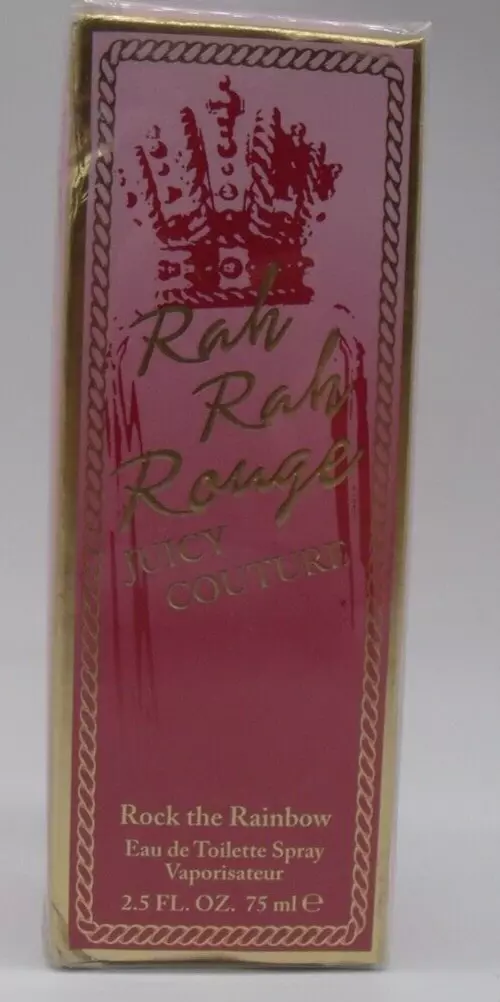 Rah
Rah
Rouge
JUICY
COUTURE
Rock the Rainbow
Eau de Toilette Spray
Vaporisateur
2.5 FL. OZ. 75 ml ℮